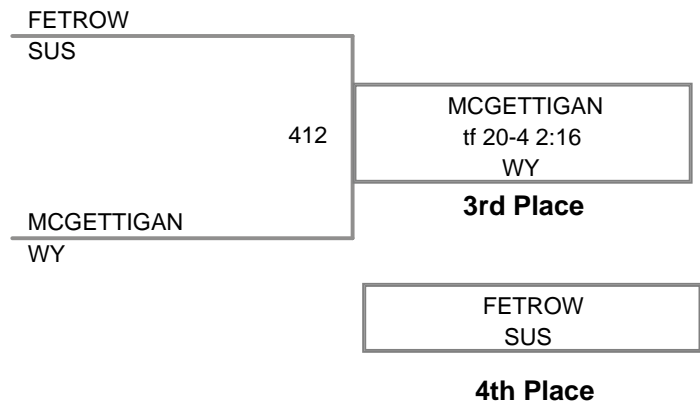 FETROW
SUS
412
MCGETTIGAN
tf 20-4 2:16
WY
3rd Place
MCGETTIGAN
WY
FETROW
SUS
4th Place